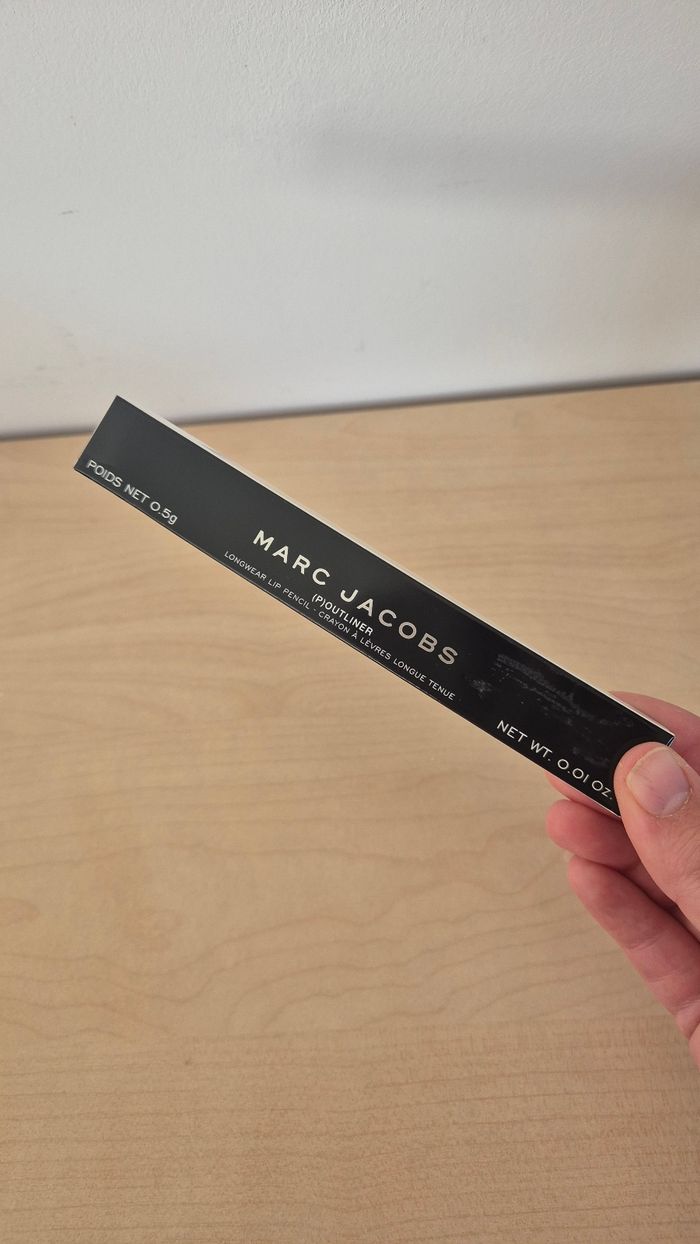 POIDS NET 0.5g
MARC JACOBS
(P)OUTLINER
LONGWEAR LIP PENCIL - CRAYON À LÈVRES LONGUE TENUE
NET WT. 0.01 OZ.